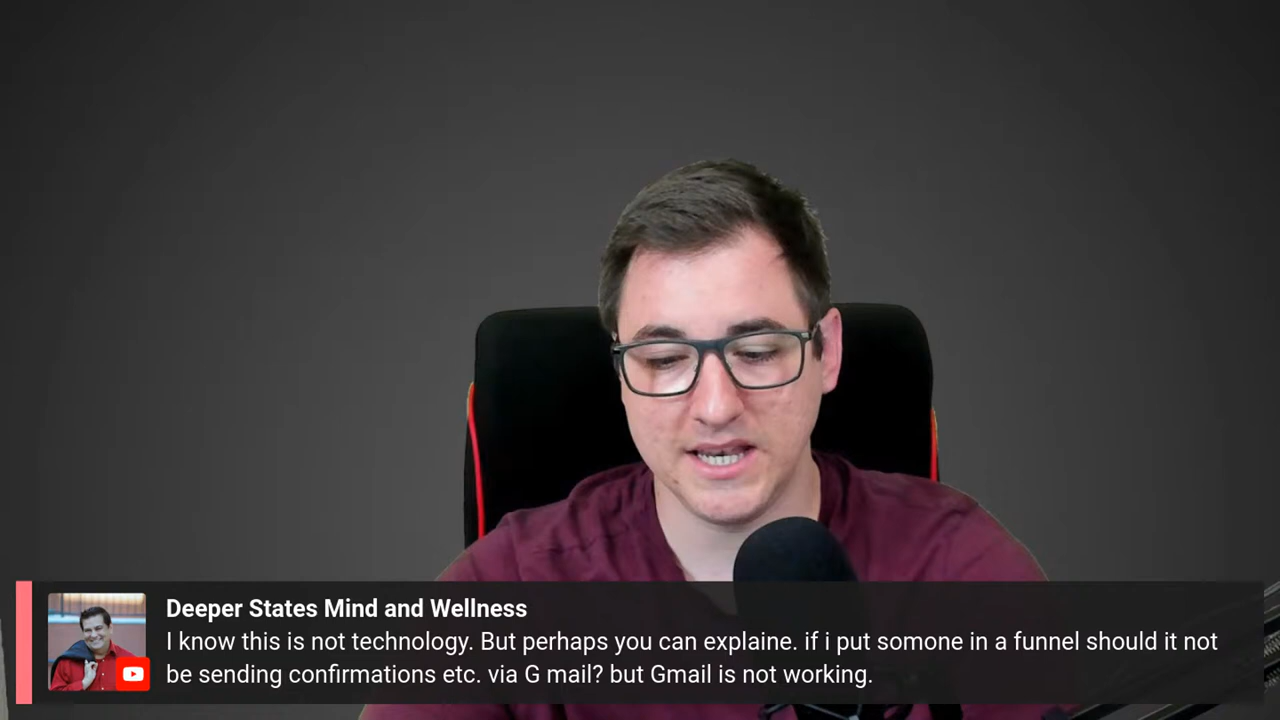 Deeper States Mind and Wellness
I know this is not technology. But perhaps you can explaine. if i put somone in a funnel should it not
be sending confirmations etc. via G mail? but Gmail is not working.